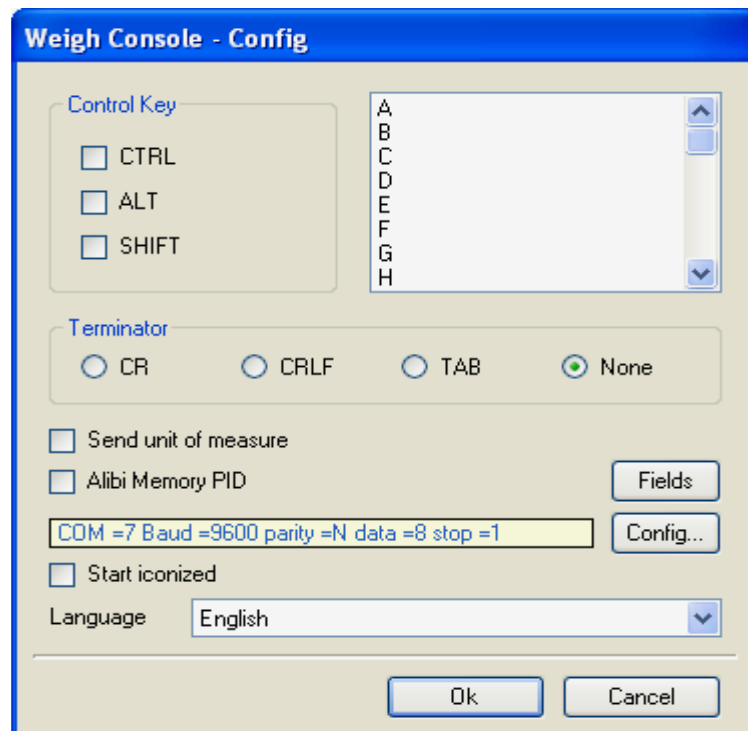 Weigh Console - Config
Control Key
CTRL
ALT
SHIFT
A
B
C
D
E
F
G
H
Terminator
CR CRLF TAB None
Send unit of measure
Alibi Memory PID Fields
COM =7 Baud =9600 parity =N data =8 stop =1 Config...
Start iconized
Language English
Ok Cancel